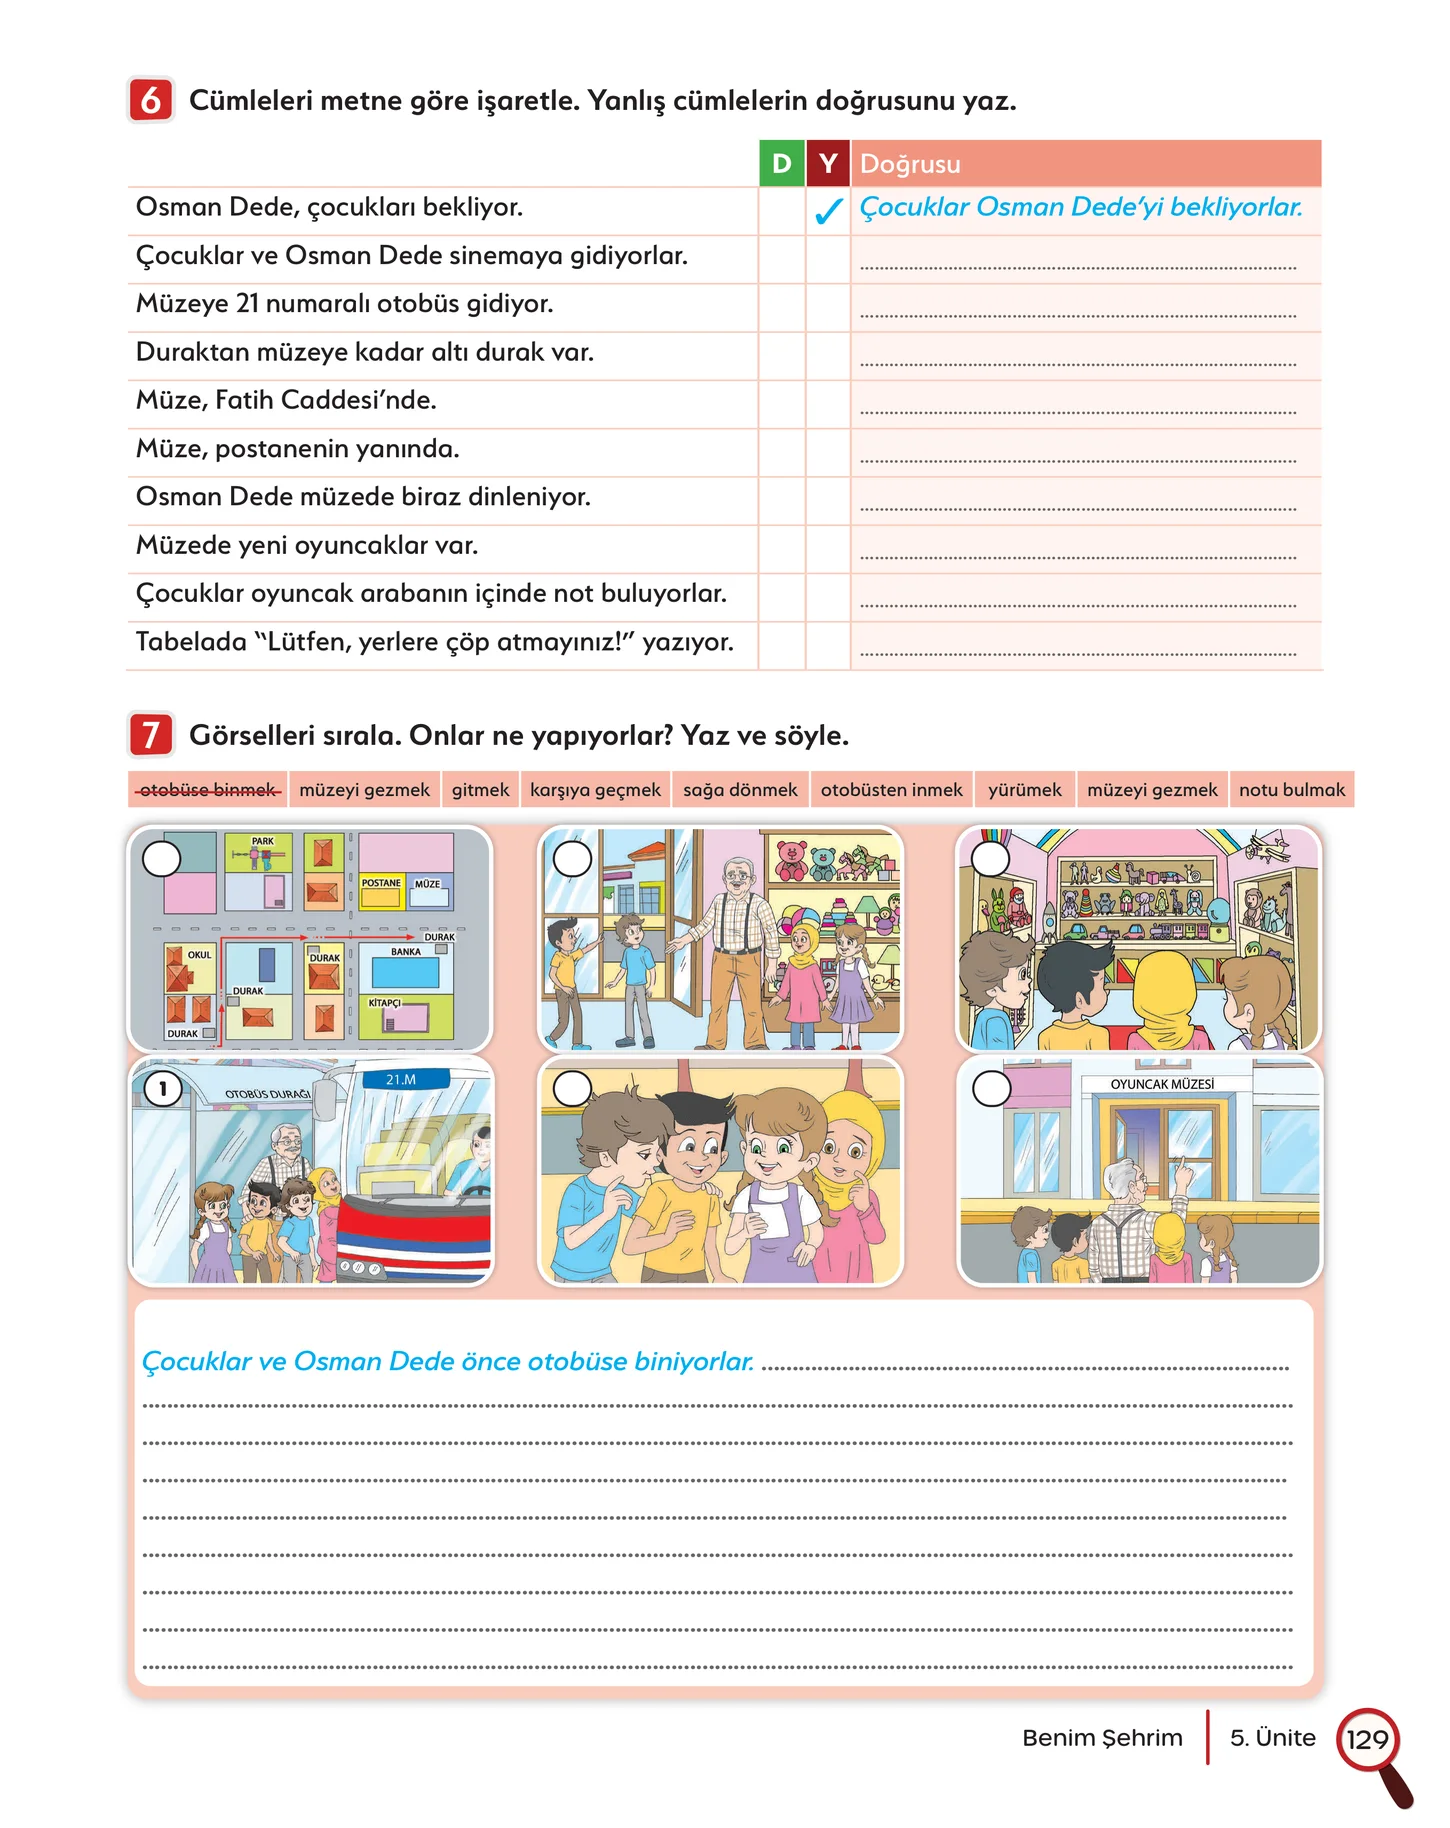 6 Cümleleri metne göre işaretle. Yanlış cümlelerin doğrusunu yaz.
D Y Doğrusu
Osman Dede, çocukları bekliyor. ✓ Çocuklar Osman Dede'yi bekliyorlar.
Çocuklar ve Osman Dede sinemaya gidiyorlar.
Müzeye 21 numaralı otobüs gidiyor.
Duraktan müzeye kadar altı durak var.
Müze, Fatih Caddesi'nde.
Müze, postanenin yanında.
Osman Dede müzede biraz dinleniyor.
Müzede yeni oyuncaklar var.
Çocuklar oyuncak arabanın içinde not buluyorlar.
Tabelada "Lütfen, yerlere çöp atmayınız!" yazıyor.
7 Görselleri sırala. Onlar ne yapıyorlar? Yaz ve söyle.
otobüse binmek müzeyi gezmek gitmek karşıya geçmek sağa dönmek otobüsten inmek yürümek müzeyi gezmek notu bulmak
PARK
POSTANE MÜZE
DURAK
OKUL DURAK BANKA
DURAK
KİTAPÇI
DURAK
1 OTOBÜS DURAĞI 21.M
OYUNCAK MÜZESİ
Çocuklar ve Osman Dede önce otobüse biniyorlar.
Benim Şehrim 5. Ünite 129